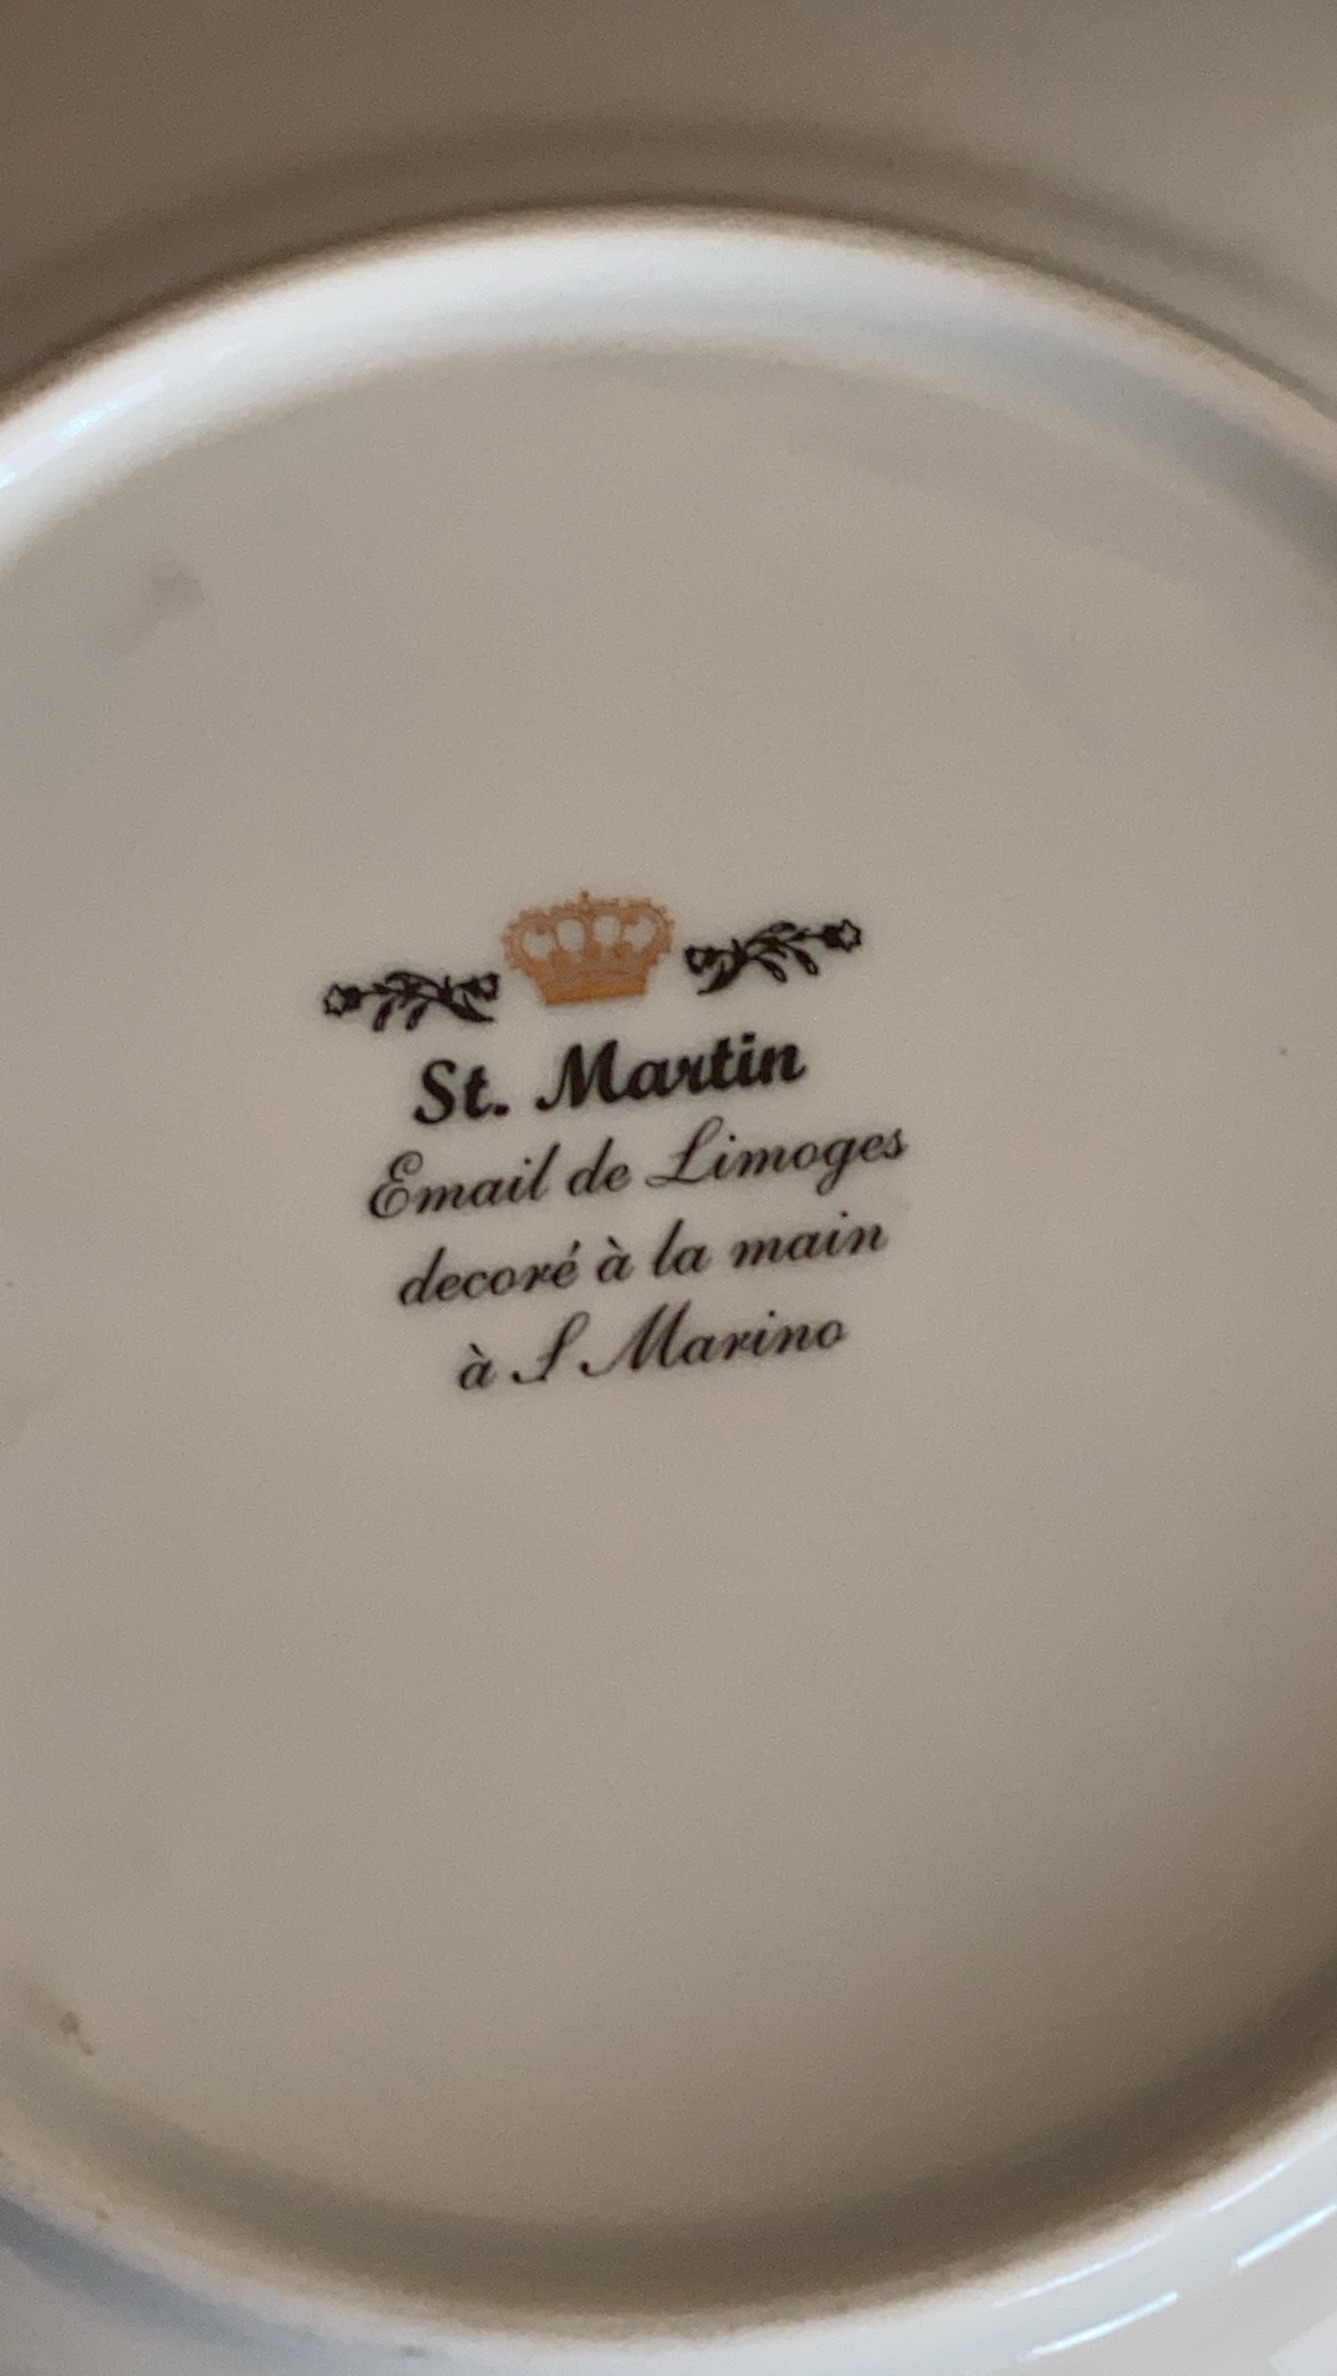 St. Martin
Email de Limoges
decoré à la main
à S Marino